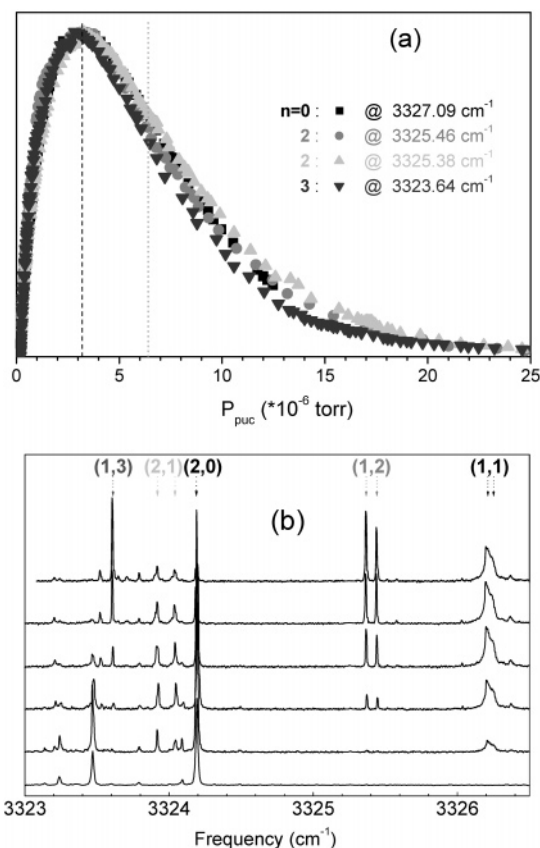 (a)
n=0 : ■ @ 3327.09 cm⁻¹
2 : ● @ 3325.46 cm⁻¹
2 : ▲ @ 3325.38 cm⁻¹
3 : ▼ @ 3323.64 cm⁻¹
0 5 10 15 20 25
P_puc (*10⁻⁶ torr)
(1,3) (2,1) (2,0) (1,2) (1,1)
(b)
3323 3324 3325 3326
Frequency (cm⁻¹)